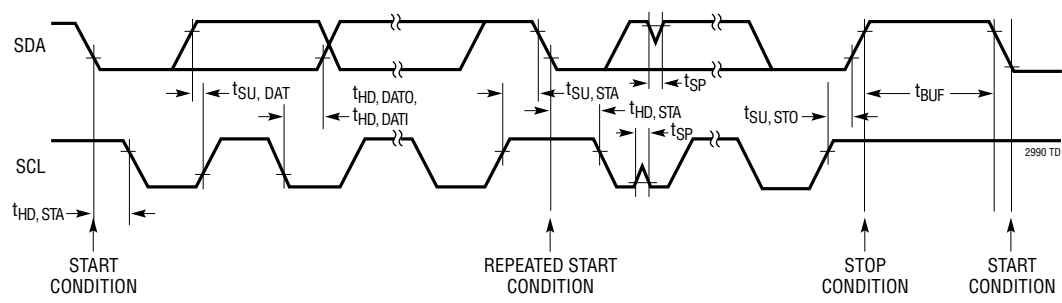 SDA
tSU, DAT
tHD, DATO,
tHD, DATI
tSU, STA
tHD, STA
tSP
tSP
tSU, STO
tBUF
2990 TD
SCL
tHD, STA
START
CONDITION
REPEATED START
CONDITION
STOP
CONDITION
START
CONDITION